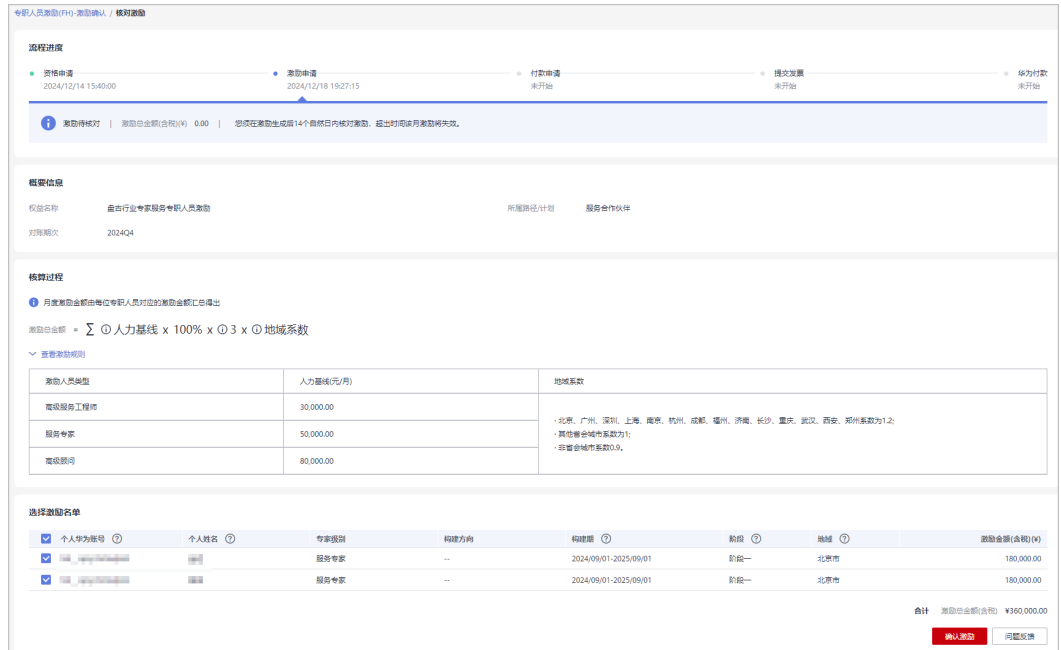 专职人员激励(FH)-激励确认 / 核对激励
流程进度
资格申请 激励申请 付款申请 提交发票 华为付款
2024/12/14 15:40:00 2024/12/18 19:27:15 未开始 未开始 未开始
激励待核对 | 激励总金额(含税)(¥) 0.00 | 您须在激励生成后14个自然日内核对激励，超出时间该月激励将失效。
概要信息
权益名称 盘古行业专家服务专职人员激励 所属路径/计划 服务合作伙伴
对账期次 2024Q4
核算过程
月度激励金额由每位专职人员对应的激励金额汇总得出
激励总金额 = ∑ 人力基线 x 100% x 3 x 地域系数
查看激励规则
激励人员类型 人力基线(元/月) 地域系数
高级服务工程师 30,000.00
服务专家 50,000.00
高级顾问 80,000.00
· 北京、广州、深圳、上海、南京、杭州、成都、福州、济南、长沙、重庆、武汉、西安、郑州系数为1.2;
· 其他省会城市系数为1;
· 非省会城市系数0.9。
选择激励名单
个人华为账号 个人姓名 专家级别 构建方向 构建期 阶段 地域 激励金额(含税)(¥)
服务专家 -- 2024/09/01-2025/09/01 阶段一 北京市 180,000.00
服务专家 -- 2024/09/01-2025/09/01 阶段一 北京市 180,000.00
合计 激励总金额(含税) ¥360,000.00
确认激励 问题反馈